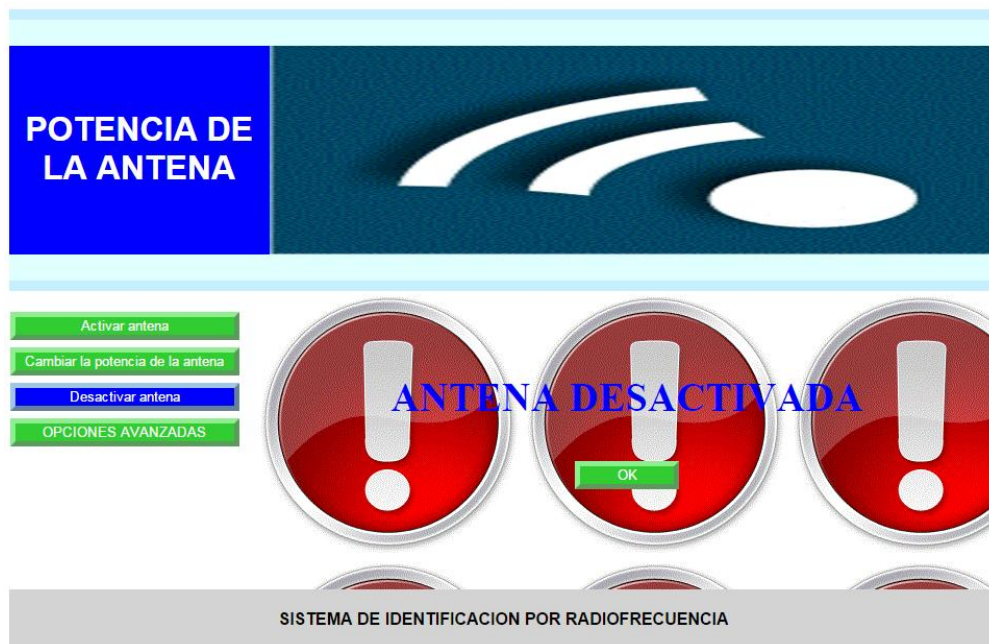 POTENCIA DE
LA ANTENA
Activar antena
Cambiar la potencia de la antena
Desactivar antena
OPCIONES AVANZADAS
ANTENA DESACTIVADA
OK
SISTEMA DE IDENTIFICACION POR RADIOFRECUENCIA